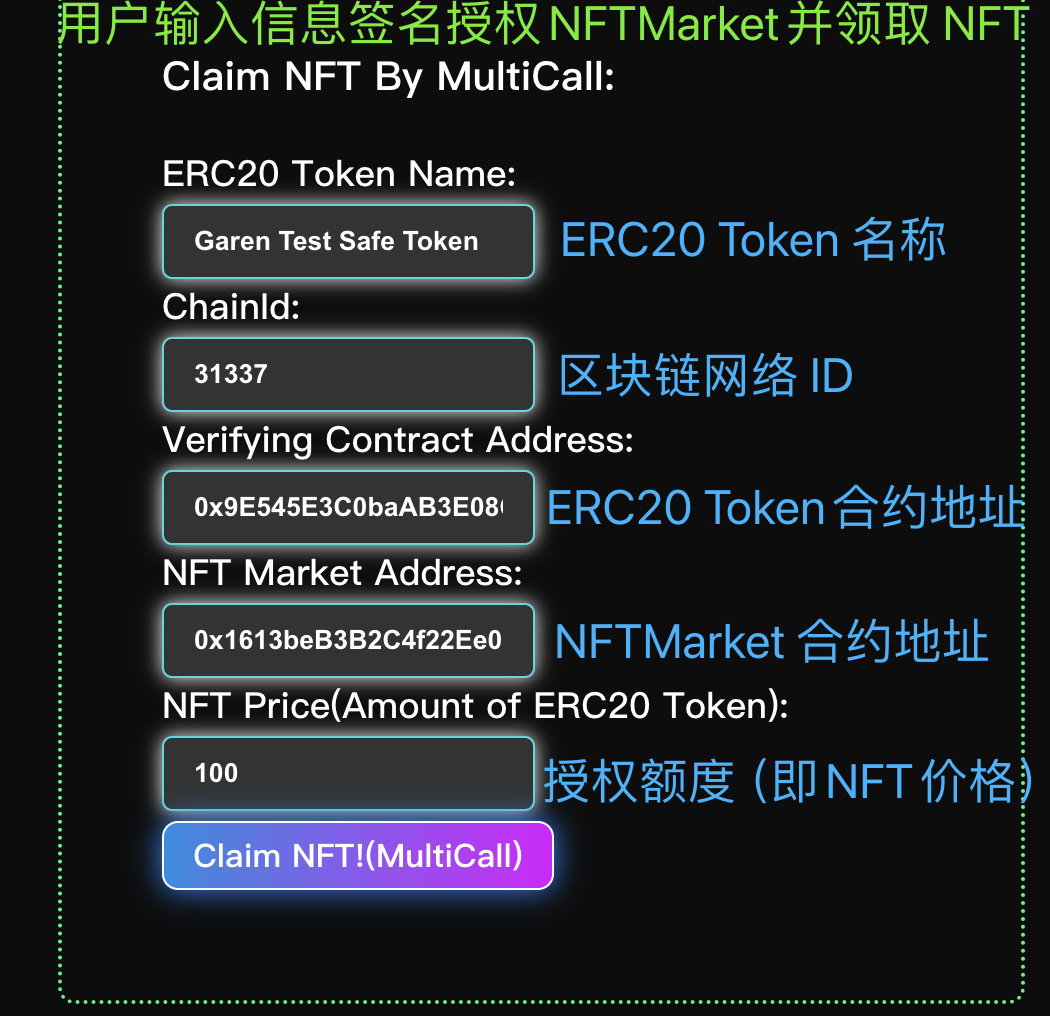 用户输入信息签名授权 NFTMarket 并领取 NFT
Claim NFT By MultiCall:
ERC20 Token Name:
Garen Test Safe Token
ERC20 Token 名称
ChainId:
31337
区块链网络 ID
Verifying Contract Address:
0x9E545E3C0baAB3E08
ERC20 Token 合约地址
NFT Market Address:
0x1613beB3B2C4f22Ee0
NFTMarket 合约地址
NFT Price(Amount of ERC20 Token):
100
授权额度（即 NFT 价格）
Claim NFT!(MultiCall)